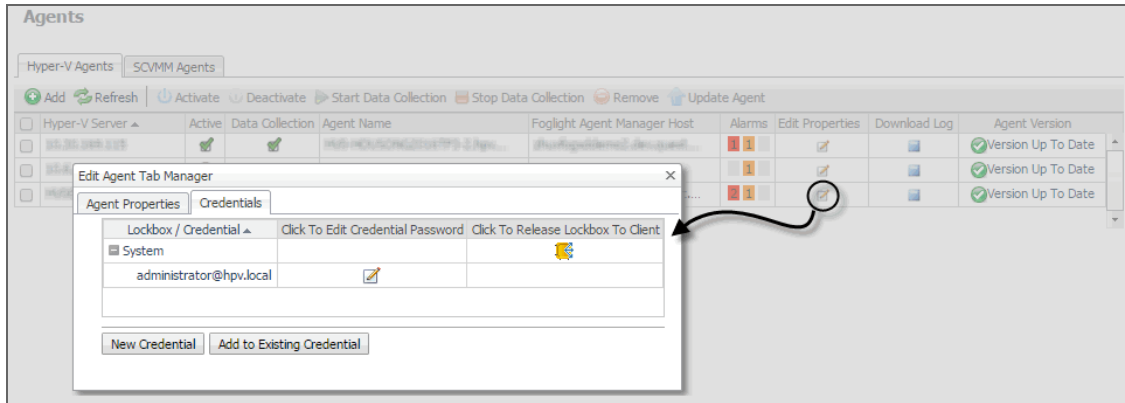 Agents
Hyper-V Agents SCVMM Agents
Add Refresh Activate Deactivate Start Data Collection Stop Data Collection Remove Update Agent
Hyper-V Server Active Data Collection Agent Name Foglight Agent Manager Host Alarms Edit Properties Download Log Agent Version
1 1 Version Up To Date
1 Version Up To Date
2 1 Version Up To Date
Edit Agent Tab Manager
Agent Properties Credentials
Lockbox / Credential Click To Edit Credential Password Click To Release Lockbox To Client
System
administrator@hpv.local
New Credential Add to Existing Credential